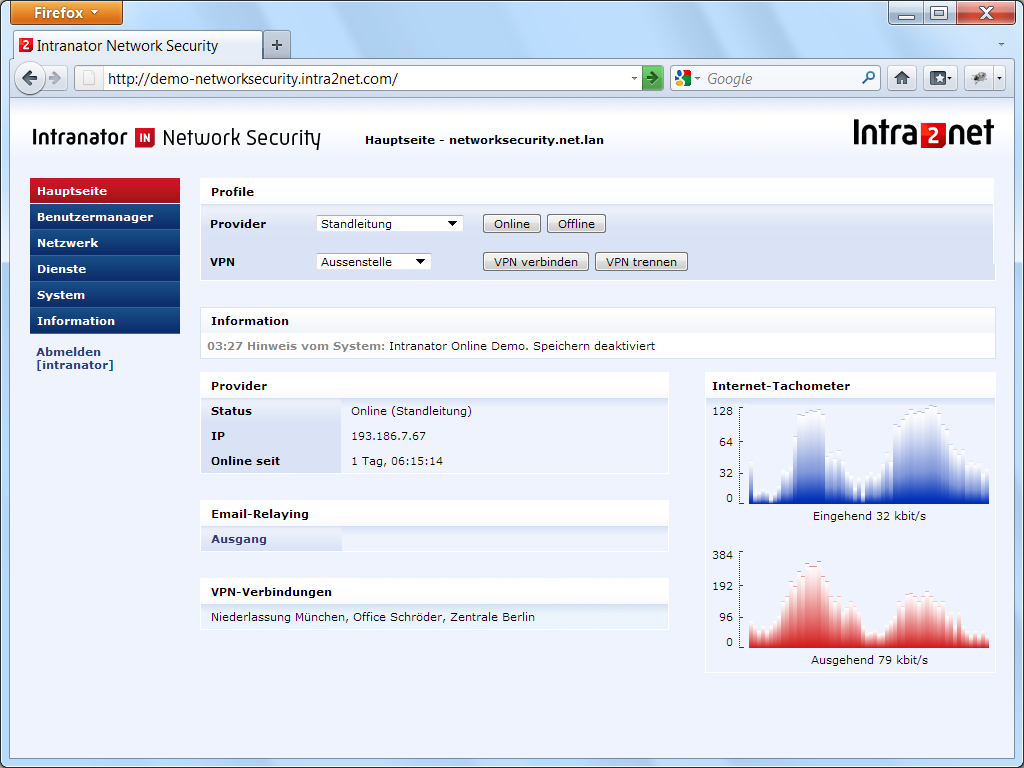 Firefox
2 Intranator Network Security
http://demo-networksecurity.intra2net.com/
Google
Intranator IN Network Security
Hauptseite - networksecurity.net.lan
Intra2net
Hauptseite
Benutzermanager
Netzwerk
Dienste
System
Information
Abmelden
[intranator]
Profile
Provider Standleitung Online Offline
VPN Aussenstelle VPN verbinden VPN trennen
Information
03:27 Hinweis vom System: Intranator Online Demo. Speichern deaktiviert
Provider
Status Online (Standleitung)
IP 193.186.7.67
Online seit 1 Tag, 06:15:14
Email-Relaying
Ausgang
VPN-Verbindungen
Niederlassung München, Office Schröder, Zentrale Berlin
Internet-Tachometer
128
64
32
0
Eingehend 32 kbit/s
384
192
96
0
Ausgehend 79 kbit/s